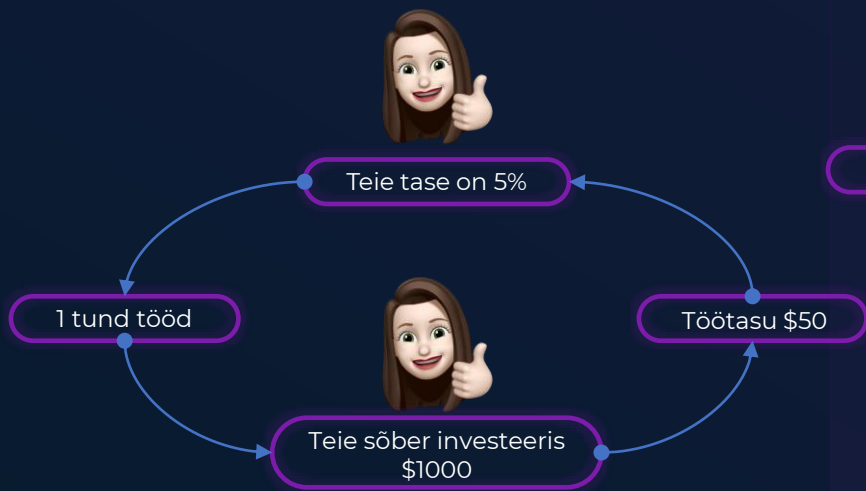 Teie tase on 5%
1 tund tööd
Töötasu $50
Teie sõber investeeris
$1000